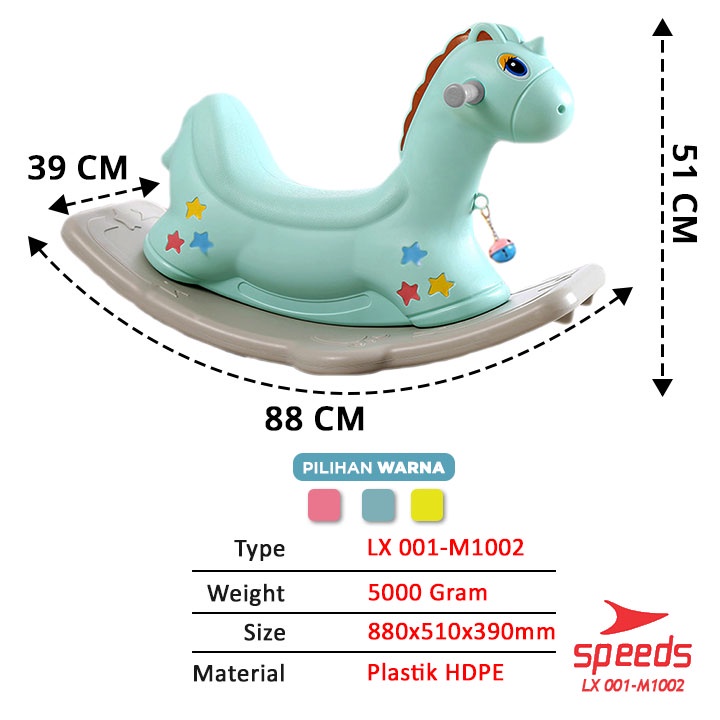 39 CM
51 CM
88 CM
PILIHAN WARNA
Type LX 001-M1002
Weight 5000 Gram
Size 880x510x390mm
Material Plastik HDPE
speeds
LX 001-M1002